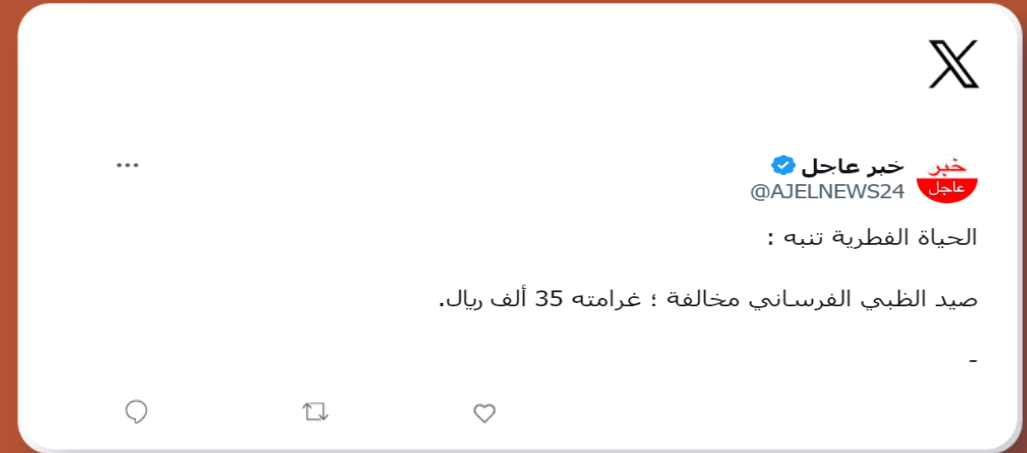 خبر عاجل
خبر
عاجل
@AJELNEWS24
الحياة الفطرية تنبه :
صيد الظبي الفرساني مخالفة ؛ غرامته 35 ألف ريال.
-